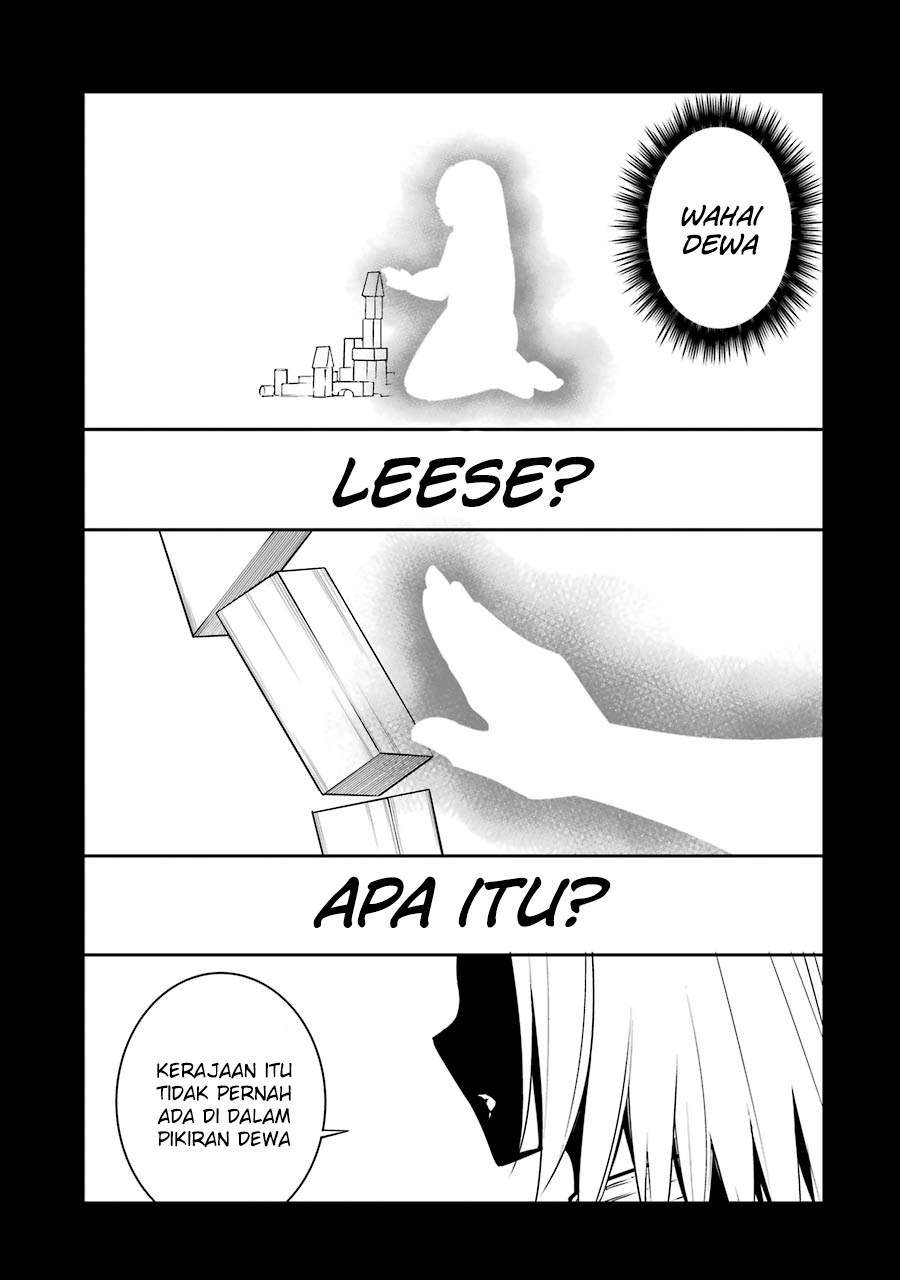 WAHAI
DEWA
LEESE?
APA ITU?
KERAJAAN ITU
TIDAK PERNAH
ADA DI DALAM
PIKIRAN DEWA